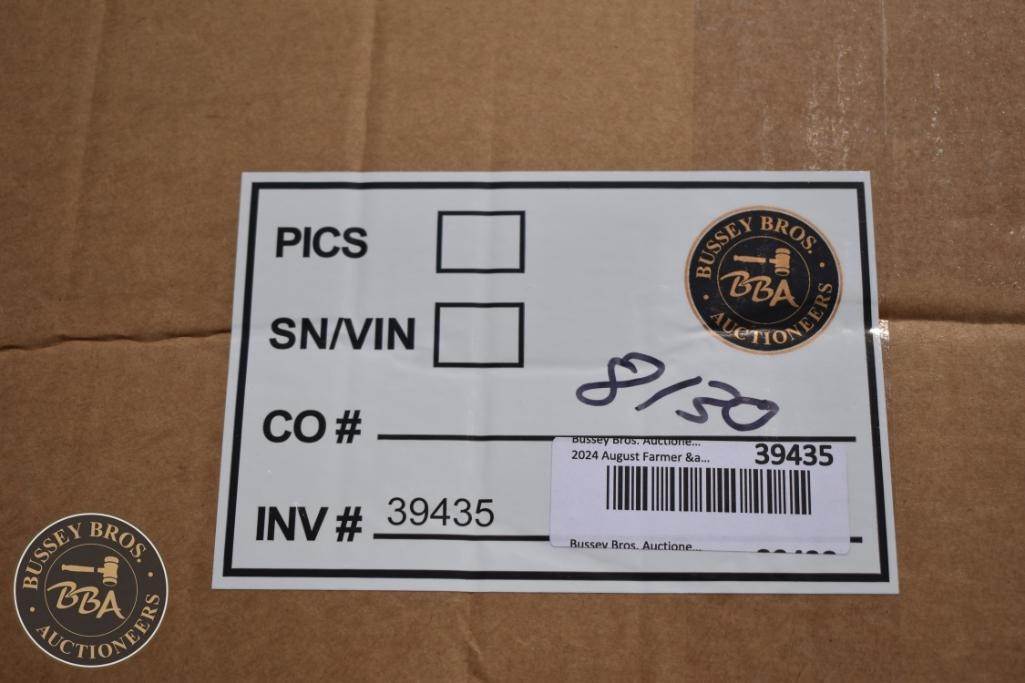 PICS
BUSSEY BROS.
BBA
AUCTIONEERS
SN/VIN
8/30
CO #
Bussey Bros. Auctione...
2024 August Farmer &a...
39435
INV # 39435
Bussey Bros. Auctione...
BUSSEY BROS.
BBA
AUCTIONEERS